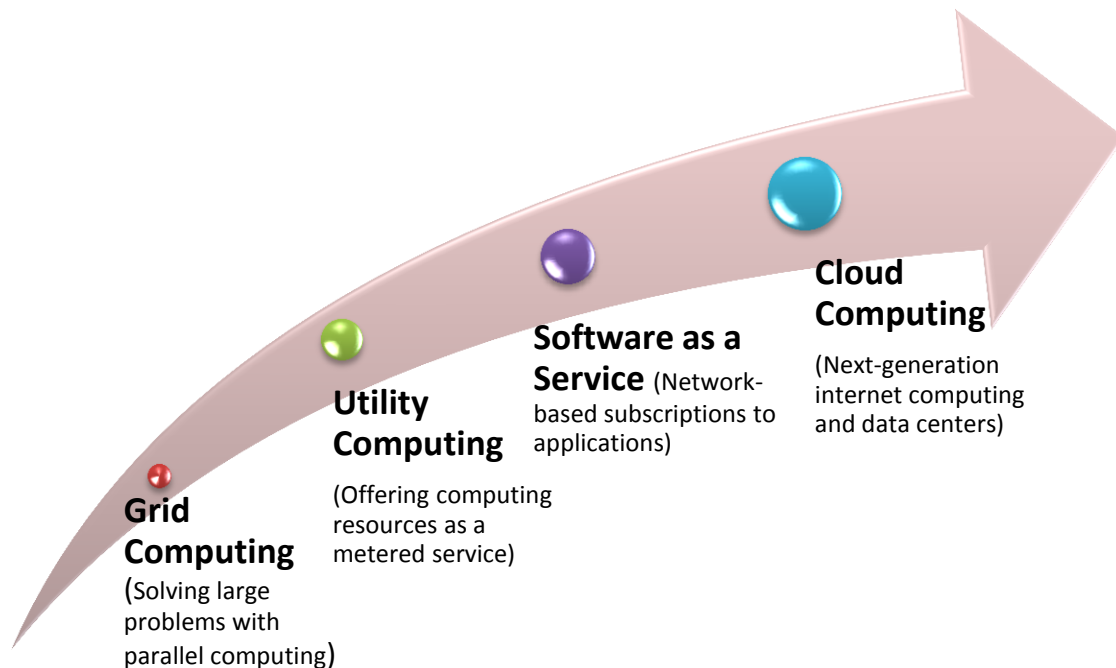 Grid
Computing
(Solving large
problems with
parallel computing)
Utility
Computing
(Offering computing
resources as a
metered service)
Software as a
Service (Network-
based subscriptions to
applications)
Cloud
Computing
(Next-generation
internet computing
and data centers)